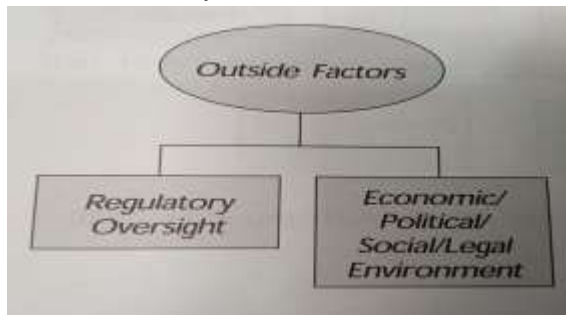 Outside Factors
Regulatory
Oversight
Economic/
Political/
Social/Legal
Environment